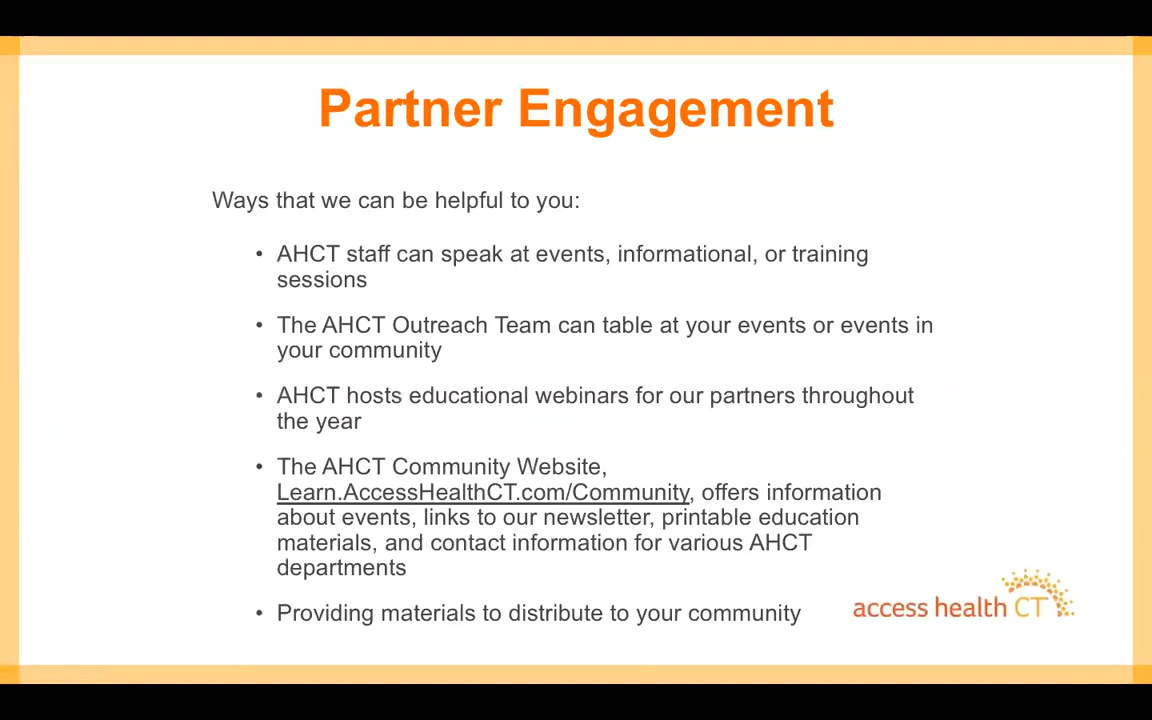 Partner Engagement
Ways that we can be helpful to you:
• AHCT staff can speak at events, informational, or training
sessions
• The AHCT Outreach Team can table at your events or events in
your community
• AHCT hosts educational webinars for our partners throughout
the year
• The AHCT Community Website,
Learn.AccessHealthCT.com/Community, offers information
about events, links to our newsletter, printable education
materials, and contact information for various AHCT
departments
• Providing materials to distribute to your community
access health CT